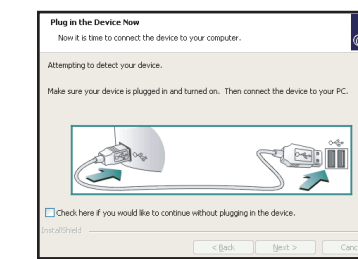 Plug in the Device Now
Now it is time to connect the device to your computer.
Attempting to detect your device.
Make sure your device is plugged in and turned on. Then connect the device to your PC.
Check here if you would like to continue without plugging in the device.
InstallShield
< Back
Next >
Canc